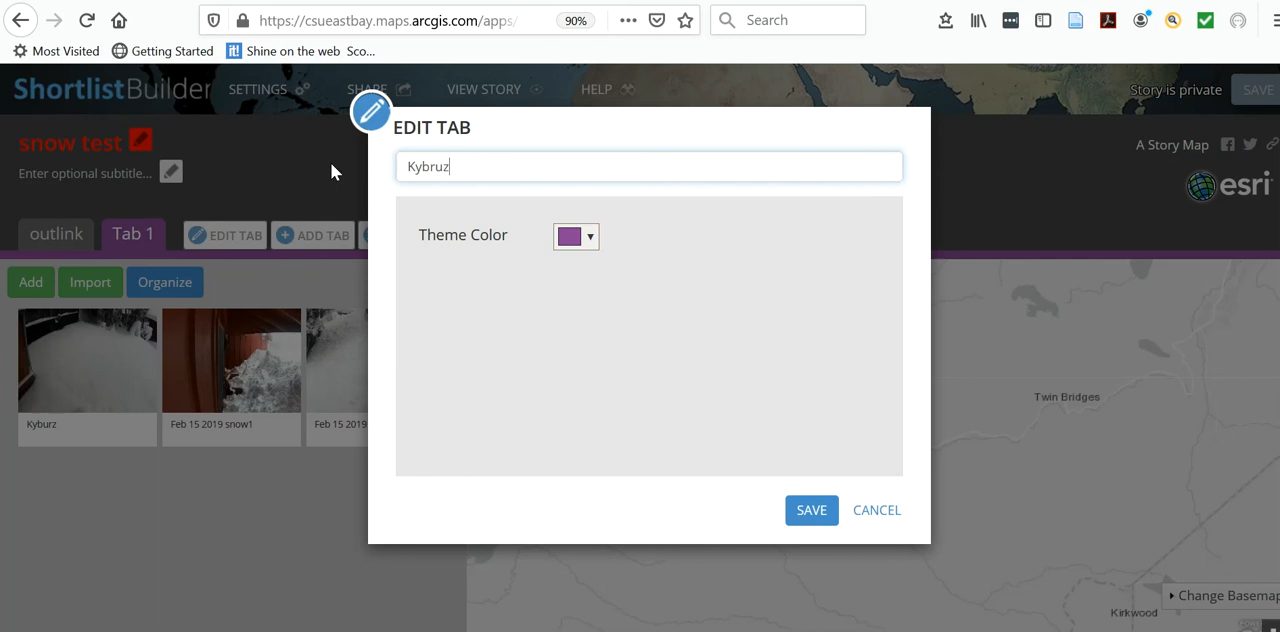 https://csueastbay.maps.arcgis.com/apps/ 90% Search
Most Visited Getting Started it! Shine on the web Sco...
ShortlistBuilder SETTINGS SHARE VIEW STORY HELP Story is private SAVE
EDIT TAB
snow test
A Story Map
Kybruz
Enter optional subtitle...
esri
outlink Tab 1 EDIT TAB ADD TAB
Theme Color
Add Import Organize
Twin Bridges
Kyburz Feb 15 2019 snow1 Feb 15 2019
SAVE CANCEL
Change Basemap
Kirkwood